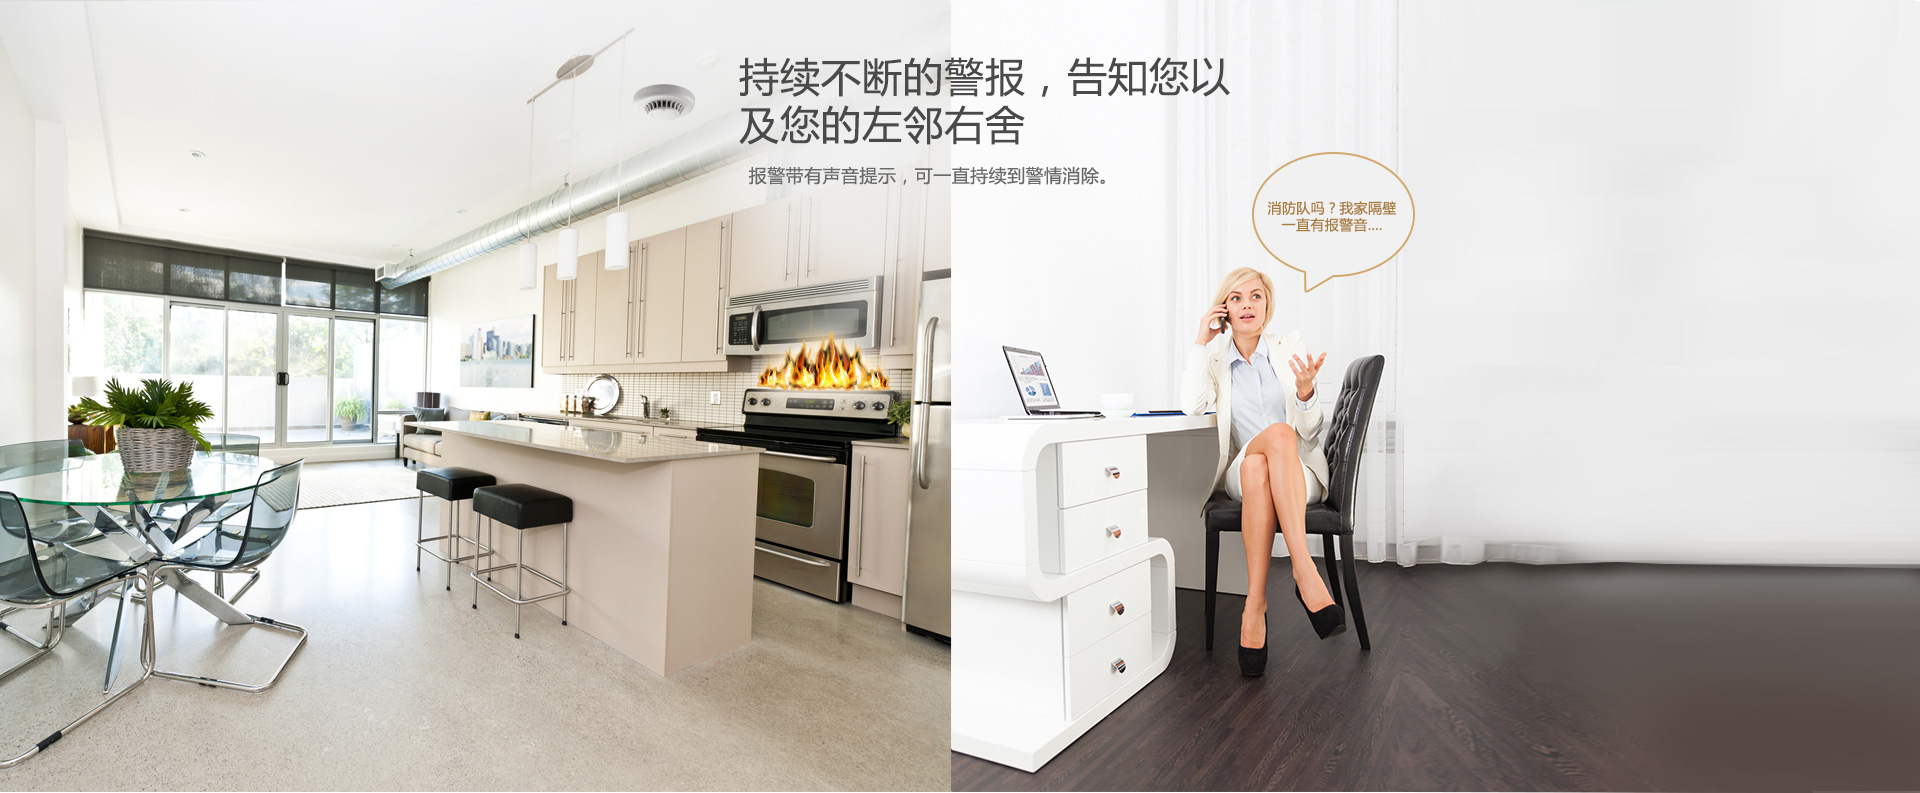 持续不断的警报，告知您以
及您的左邻右舍
报警带有声音提示，可一直持续到警情消除。
消防队吗？我家隔壁
一直有报警音....